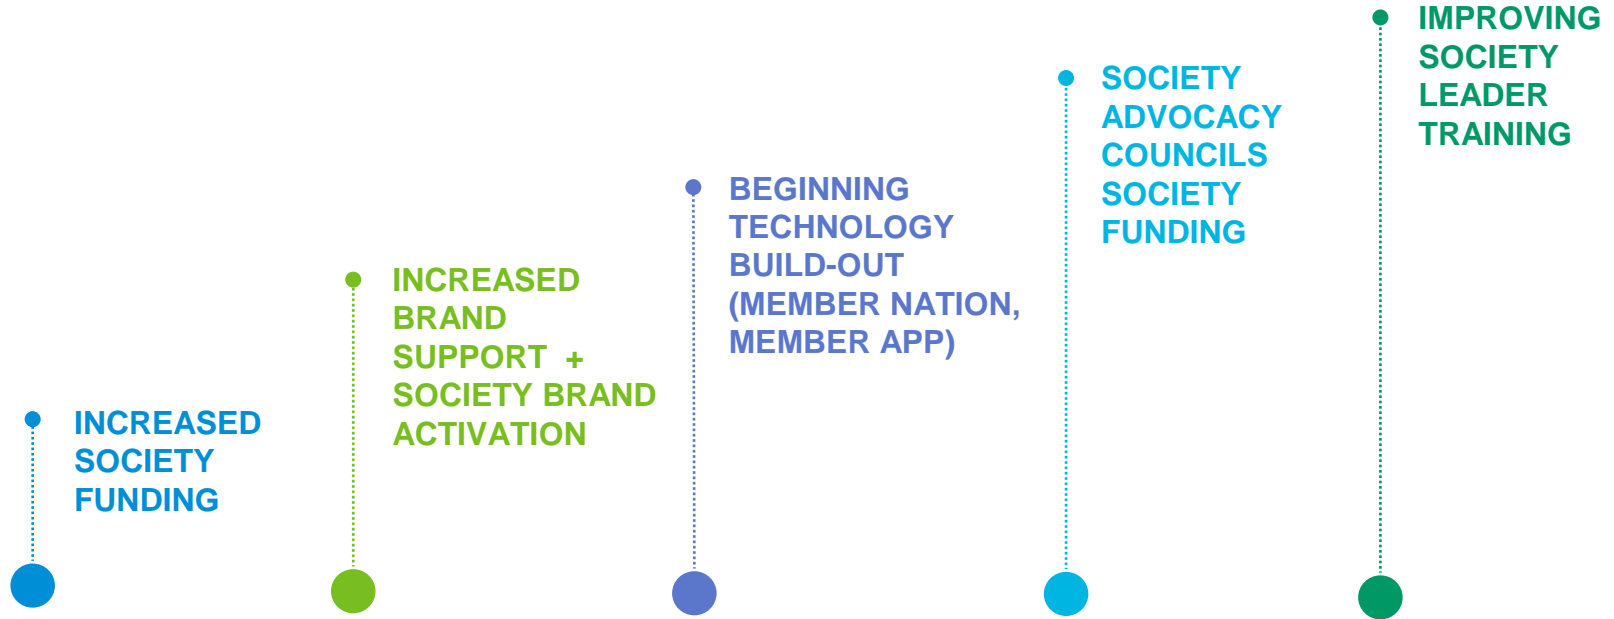 INCREASED
SOCIETY
FUNDING
INCREASED
BRAND
SUPPORT +
SOCIETY BRAND
ACTIVATION
BEGINNING
TECHNOLOGY
BUILD-OUT
(MEMBER NATION,
MEMBER APP)
SOCIETY
ADVOCACY
COUNCILS
SOCIETY
FUNDING
IMPROVING
SOCIETY
LEADER
TRAINING